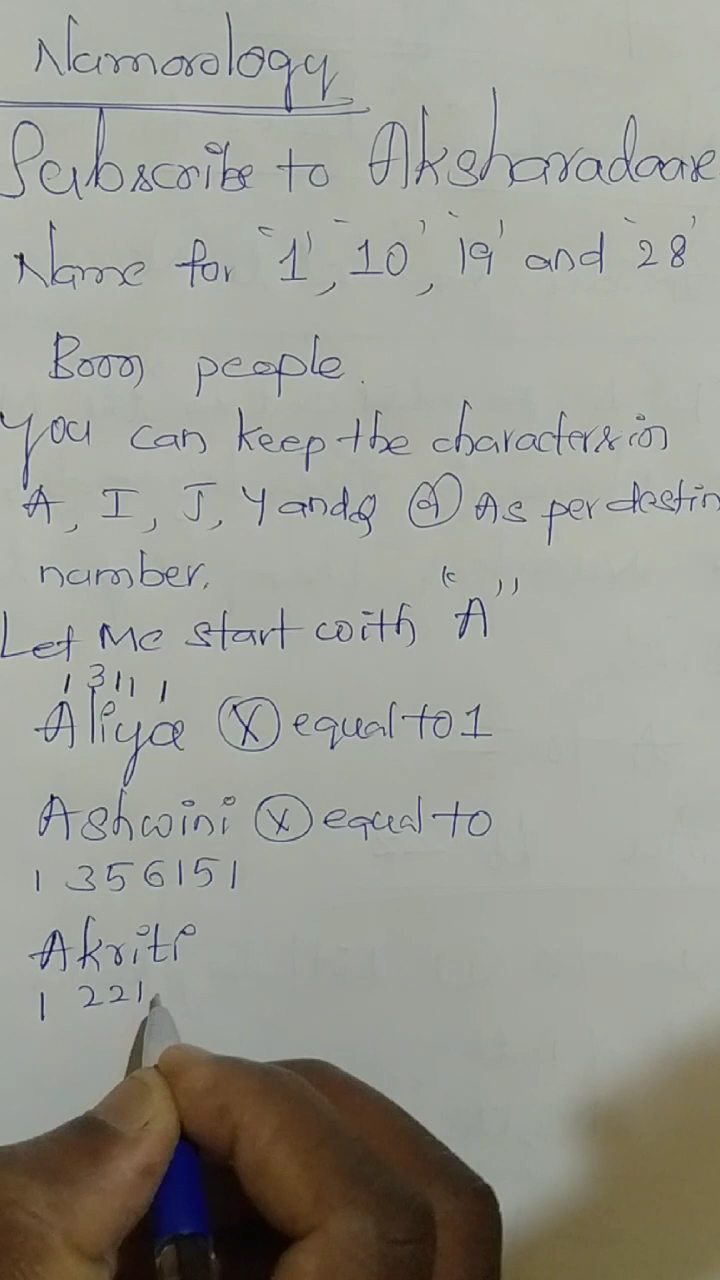 Namorology
Subscribe to Aksharadaare
Name for '1', '10', '19' and '28'
Born people.
You can keep the characters in
A, I, J, Y and Q (or) As per destin
number.
Let Me start with "A"
1 3 1 1 1
Aliya (X) equal to 1
Ashwini (X) equal to
1 3 5 6 1 5 1
Akriti
1 2 2 1